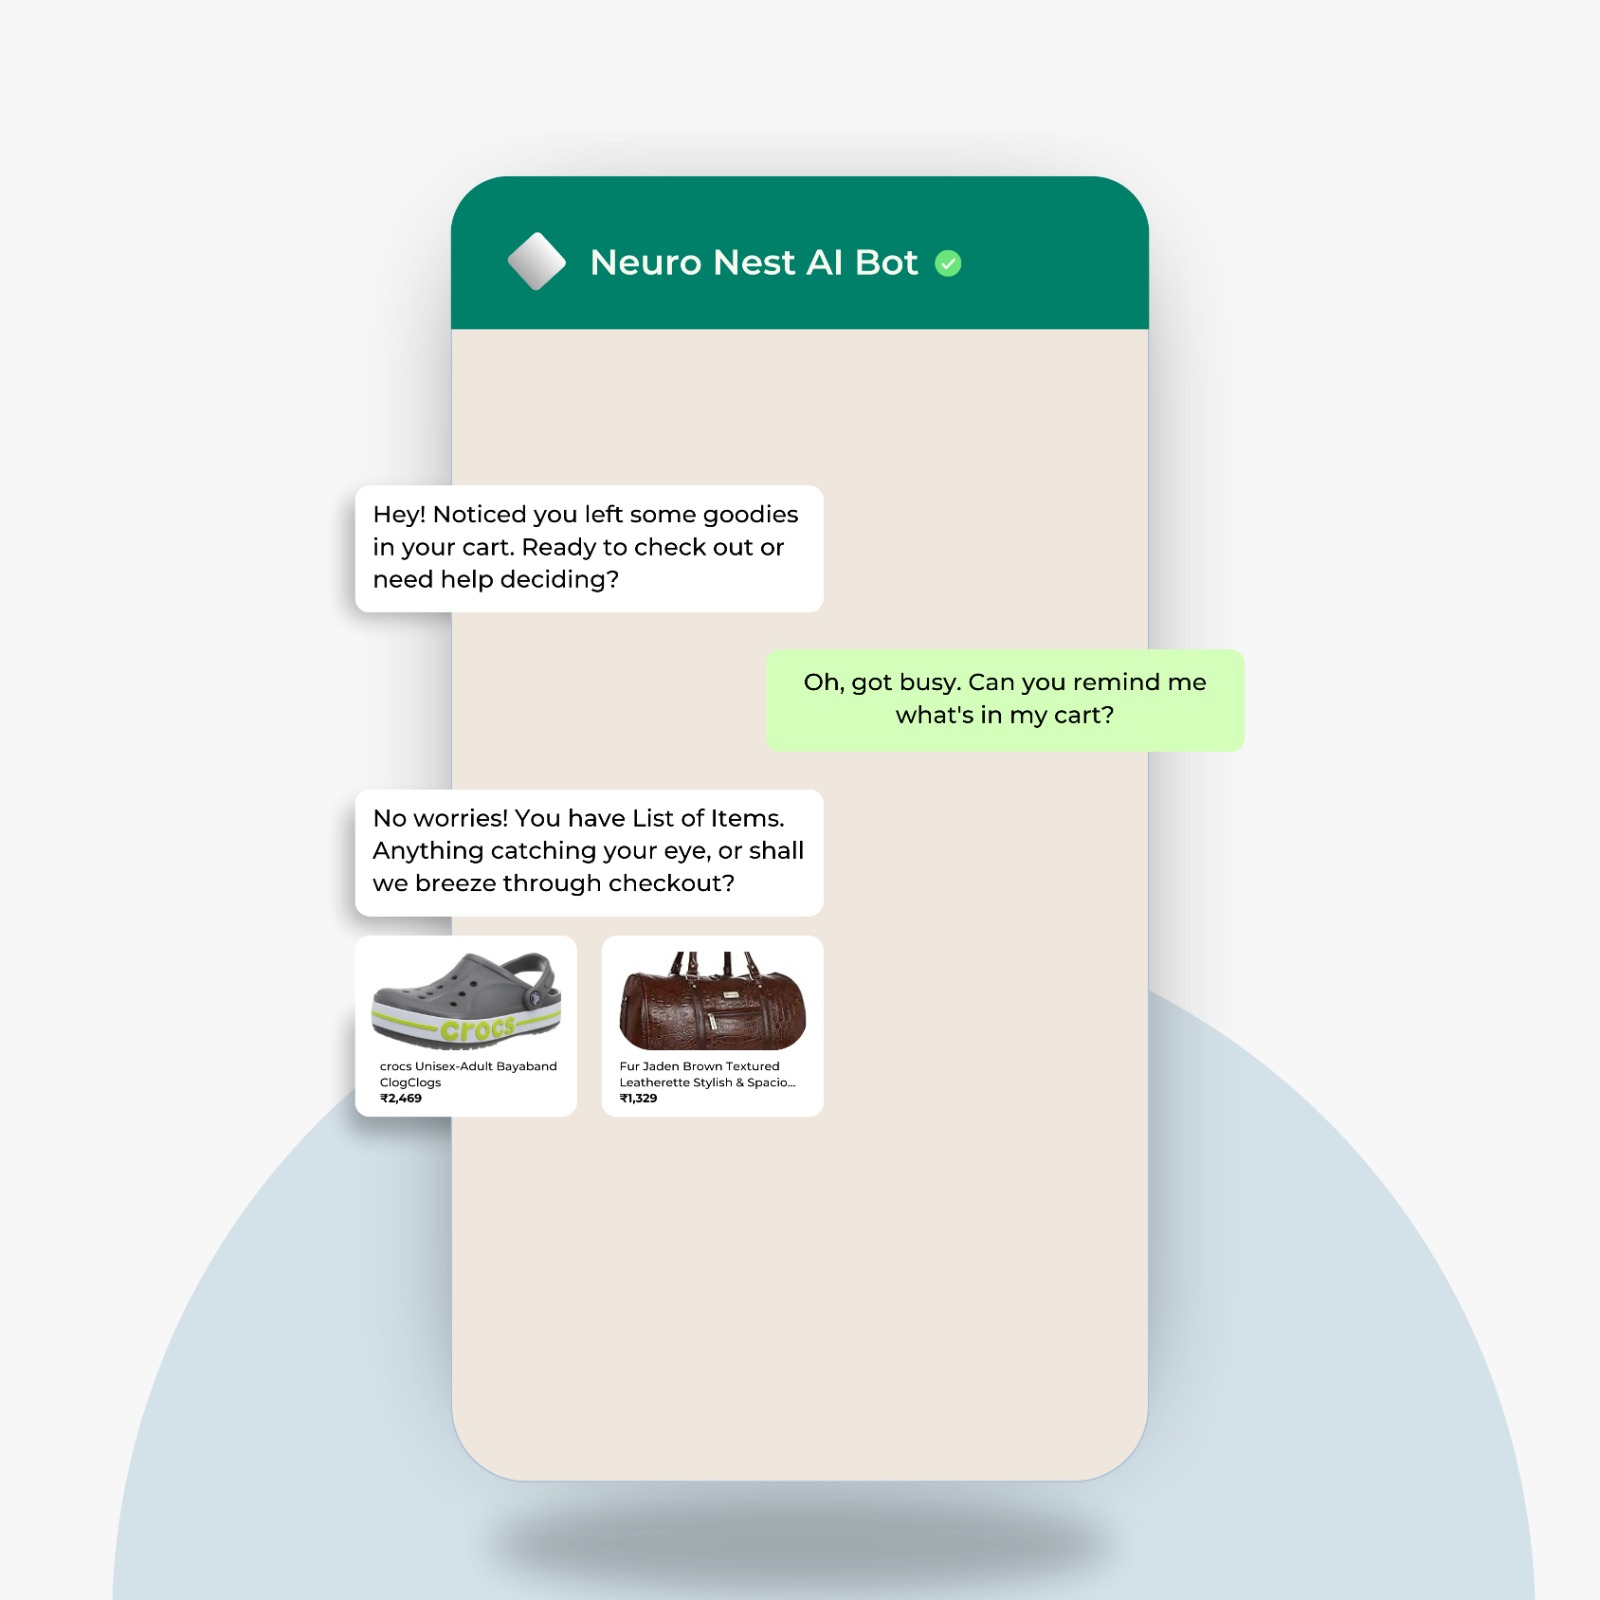 Neuro Nest AI Bot
Hey! Noticed you left some goodies
in your cart. Ready to check out or
need help deciding?
Oh, got busy. Can you remind me
what's in my cart?
No worries! You have List of Items.
Anything catching your eye, or shall
we breeze through checkout?
crocs
crocs Unisex-Adult Bayaband
ClogClogs
₹2,469
Fur Jaden Brown Textured
Leatherette Stylish & Spacio...
₹1,329